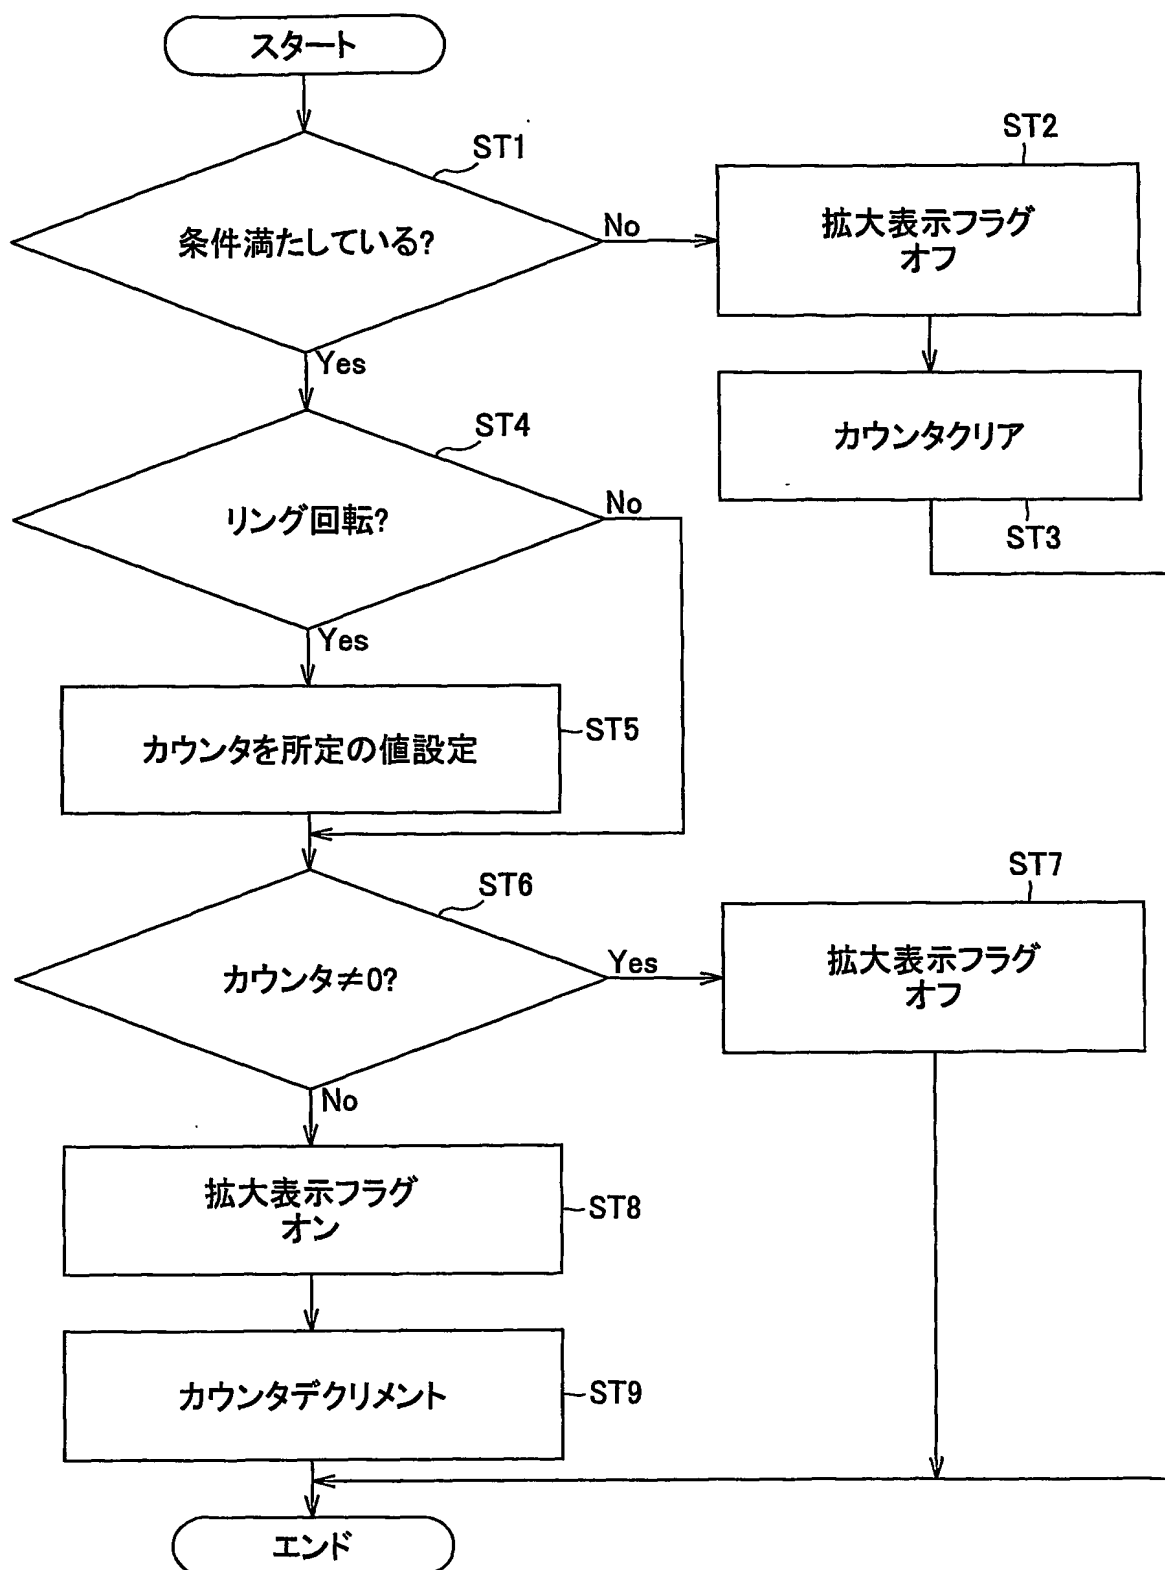 スタート
ST1
条件満たしている?
No
Yes
ST2
拡大表示フラグ
オフ
カウンタクリア
ST3
ST4
リング回転?
No
Yes
カウンタを所定の値設定
ST5
ST6
カウンタ≠0?
Yes
No
ST7
拡大表示フラグ
オフ
拡大表示フラグ
オン
ST8
カウンタデクリメント
ST9
エンド